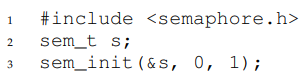 1 #include <semaphore.h>
2 sem_t s;
3 sem_init(&s, 0, 1);